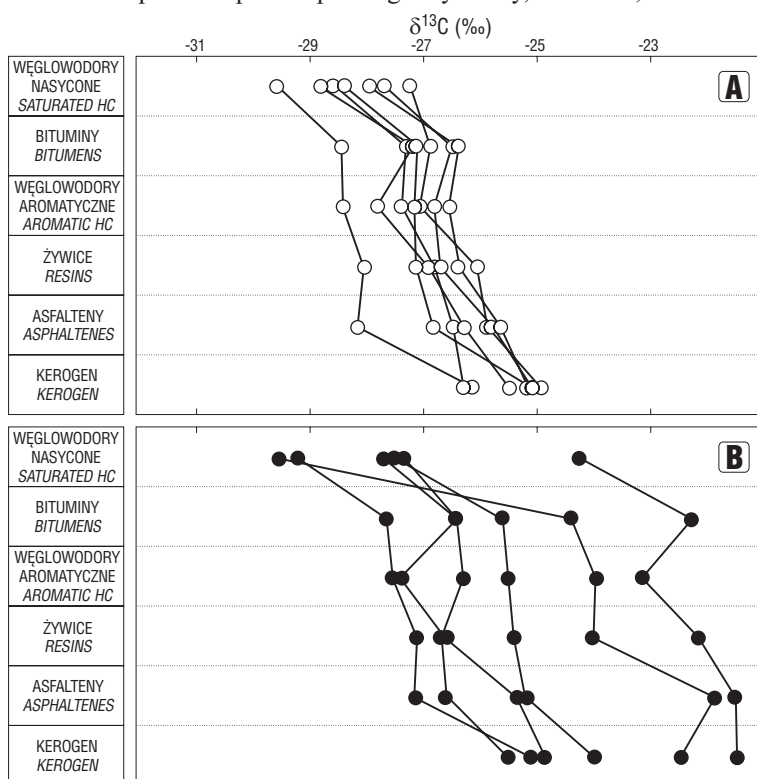 δ¹³C (‰)
-31 -29 -27 -25 -23
WĘGLOWODORY
NASYCONE
SATURATED HC
A
BITUMINY
BITUMENS
WĘGLOWODORY
AROMATYCZNE
AROMATIC HC
ŻYWICE
RESINS
ASFALTENY
ASPHALTENES
KEROGEN
KEROGEN
WĘGLOWODORY
NASYCONE
SATURATED HC
B
BITUMINY
BITUMENS
WĘGLOWODORY
AROMATYCZNE
AROMATIC HC
ŻYWICE
RESINS
ASFALTENY
ASPHALTENES
KEROGEN
KEROGEN